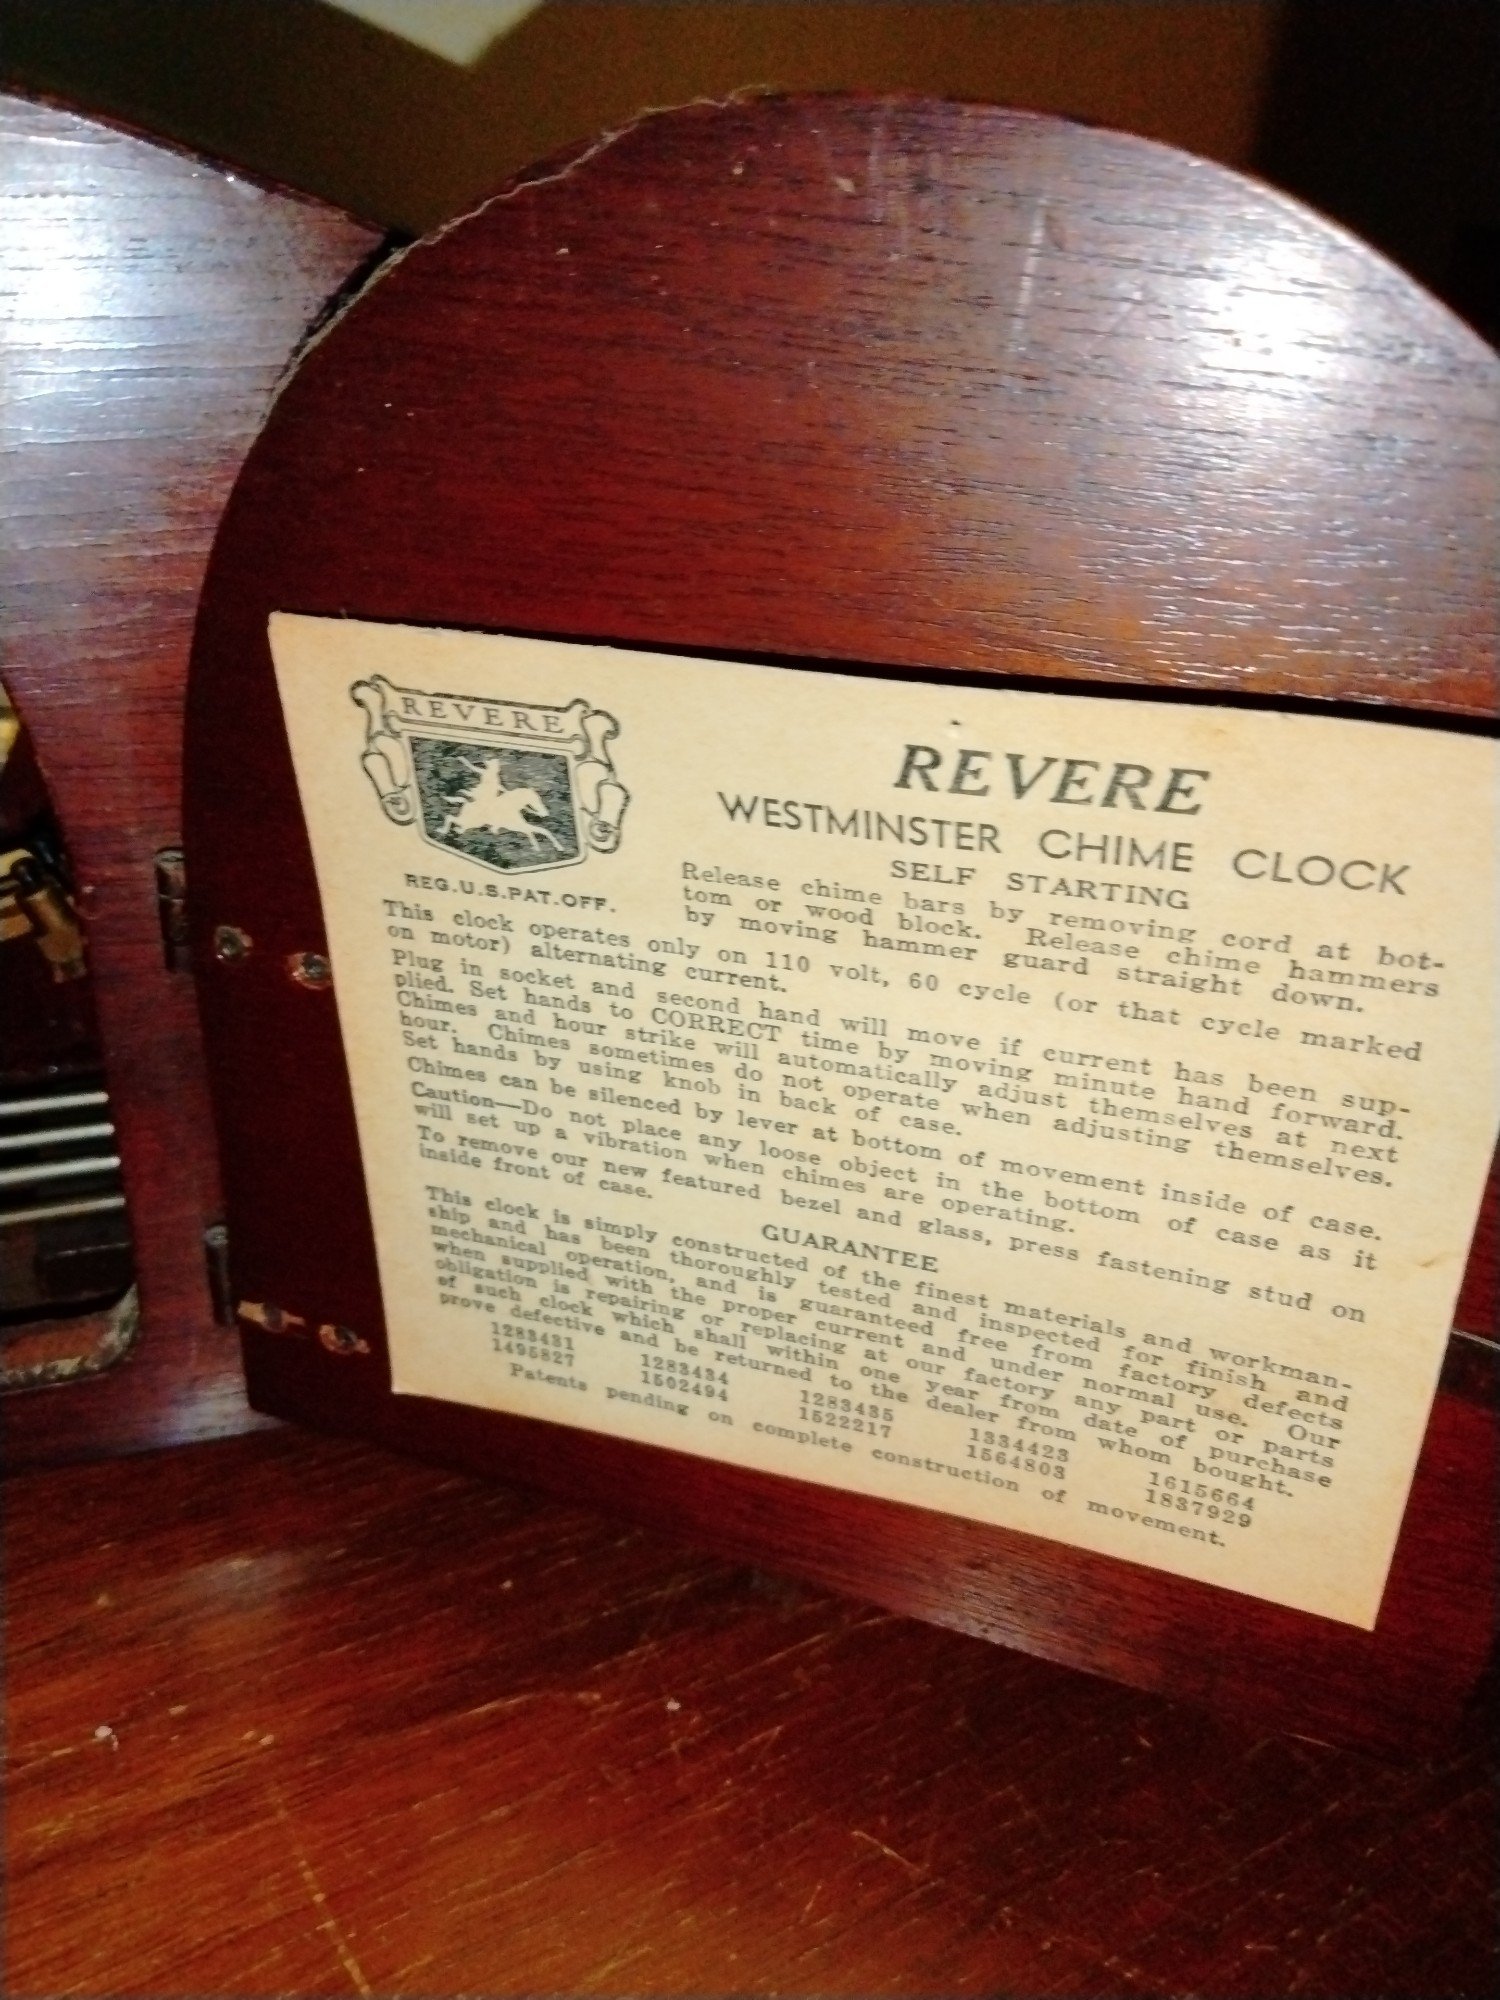 REVERE
REG.U.S.PAT.OFF.
REVERE
WESTMINSTER CHIME CLOCK
SELF STARTING
Release chime bars by removing cord at bot-
tom or wood block. Release chime hammers
by moving hammer guard straight down.
This clock operates only on 110 volt, 60 cycle (or that cycle marked
on motor) alternating current.
Plug in socket and second hand will move if current has been sup-
plied. Set hands to CORRECT time by moving minute hand forward.
Chimes and hour strike will automatically adjust themselves at next
hour. Chimes sometimes do not operate when adjusting themselves.
Set hands by using knob in back of case.
Chimes can be silenced by lever at bottom of movement inside of case.
Caution—Do not place any loose object in the bottom of case as it
will set up a vibration when chimes are operating.
To remove our new featured bezel and glass, press fastening stud on
inside front of case.
GUARANTEE
This clock is simply constructed of the finest materials and workman-
ship and has been thoroughly tested and inspected for finish and
mechanical operation, and is guaranteed free from factory defects
when supplied with the proper current and under normal use. Our
obligation is repairing or replacing at our factory any part or parts
of such clock which shall within one year from date of purchase
prove defective and be returned to the dealer from whom bought.
1283431 1283434 1283435 1334423 1615664
1495827 1502494 1522217 1564803 1837929
Patents pending on complete construction of movement.